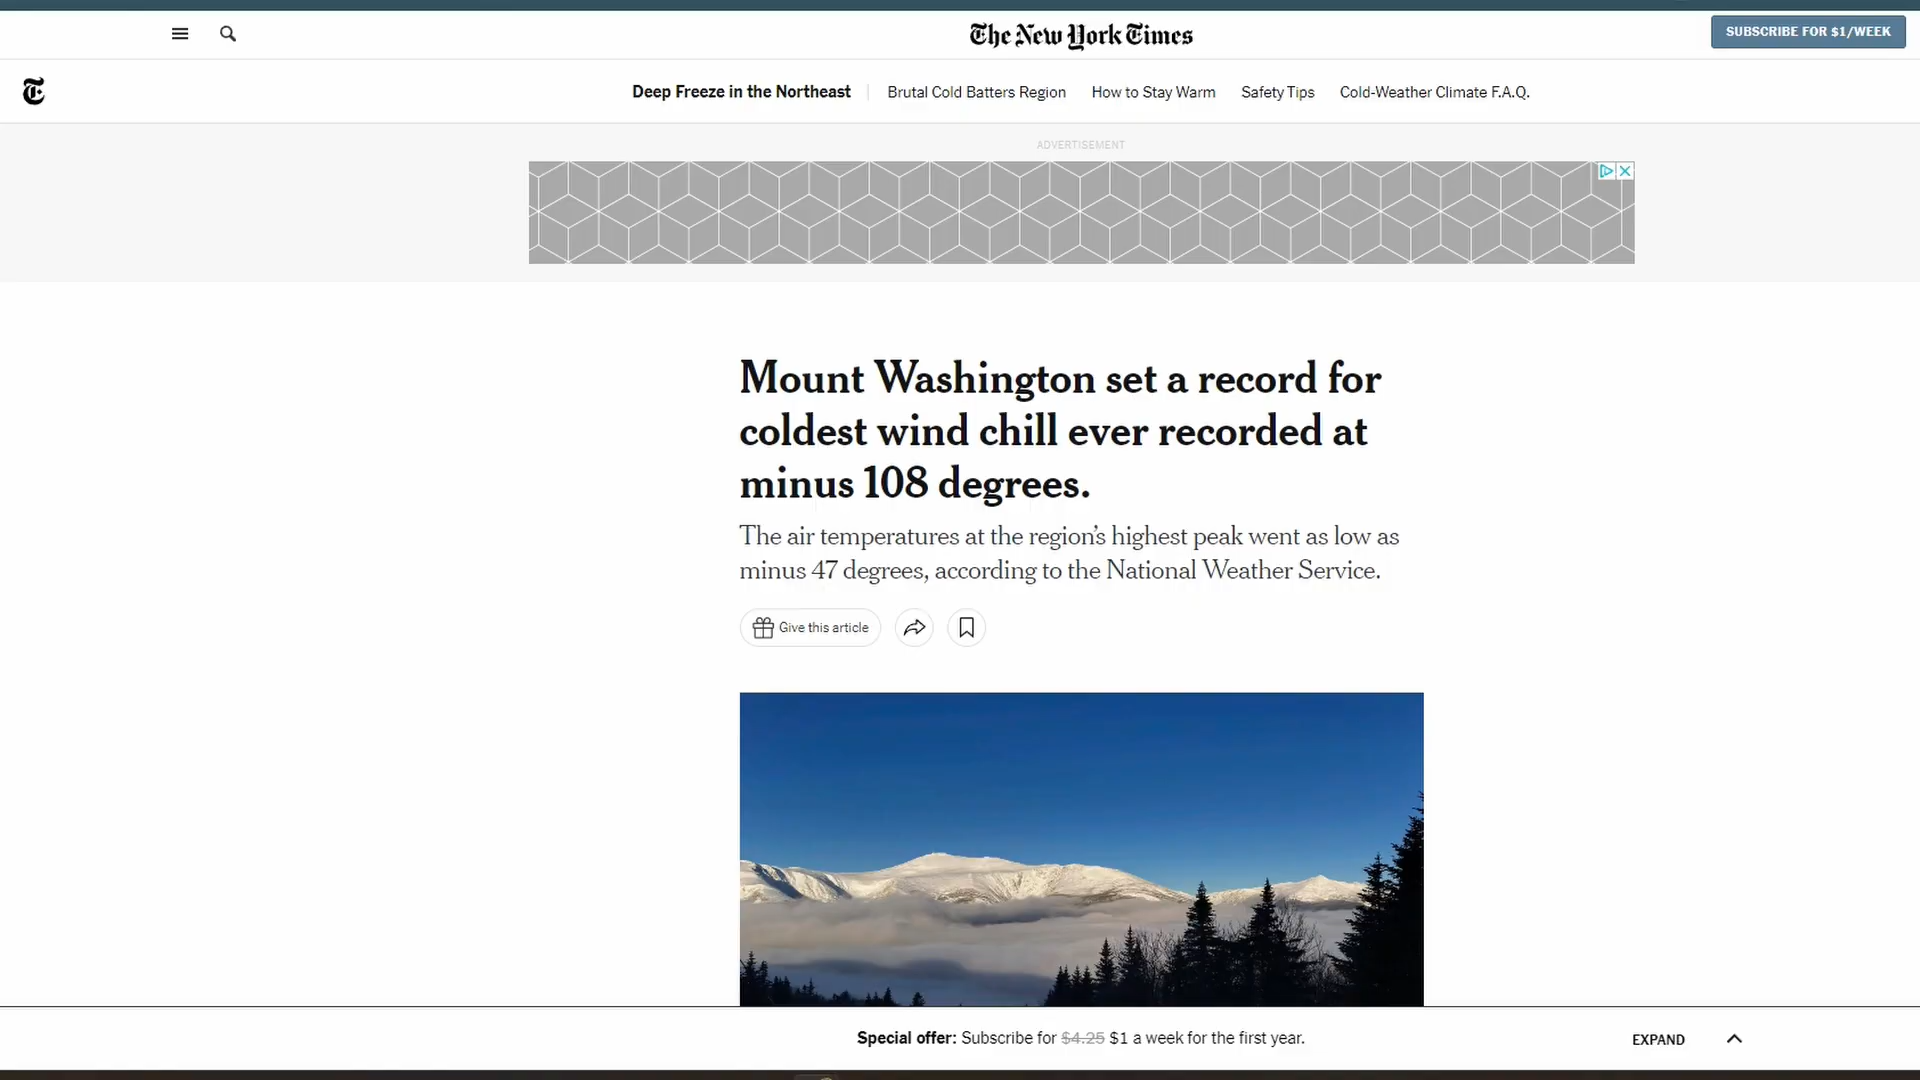 The New York Times
SUBSCRIBE FOR $1/WEEK
Deep Freeze in the Northeast
Brutal Cold Batters Region
How to Stay Warm
Safety Tips
Cold-Weather Climate F.A.Q.
ADVERTISEMENT
Mount Washington set a record for
coldest wind chill ever recorded at
minus 108 degrees.
The air temperatures at the region’s highest peak went as low as
minus 47 degrees, according to the National Weather Service.
Give this article
Special offer: Subscribe for $4.25 $1 a week for the first year.
EXPAND